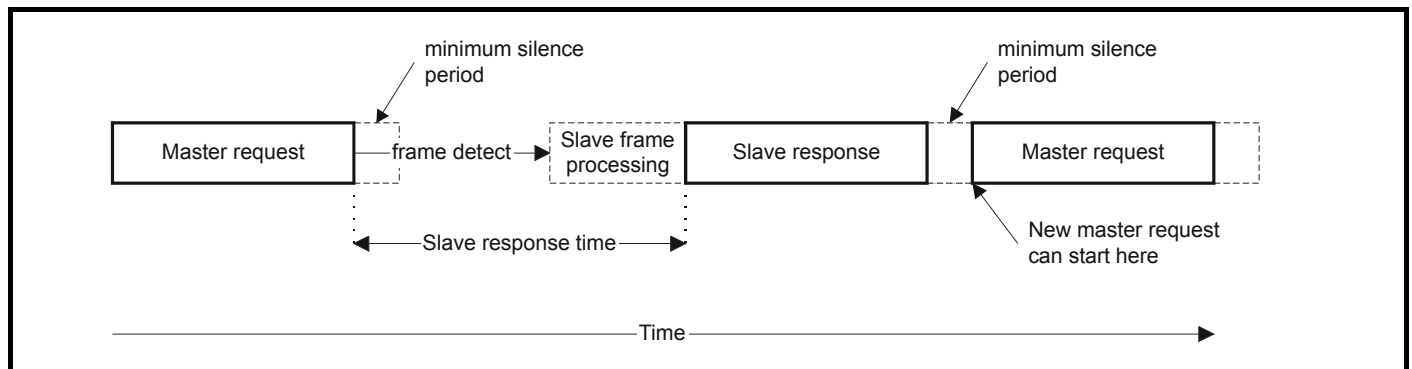 minimum silence
period
minimum silence
period
Master request
frame detect
Slave frame
processing
Slave response
Master request
Slave response time
New master request
can start here
Time